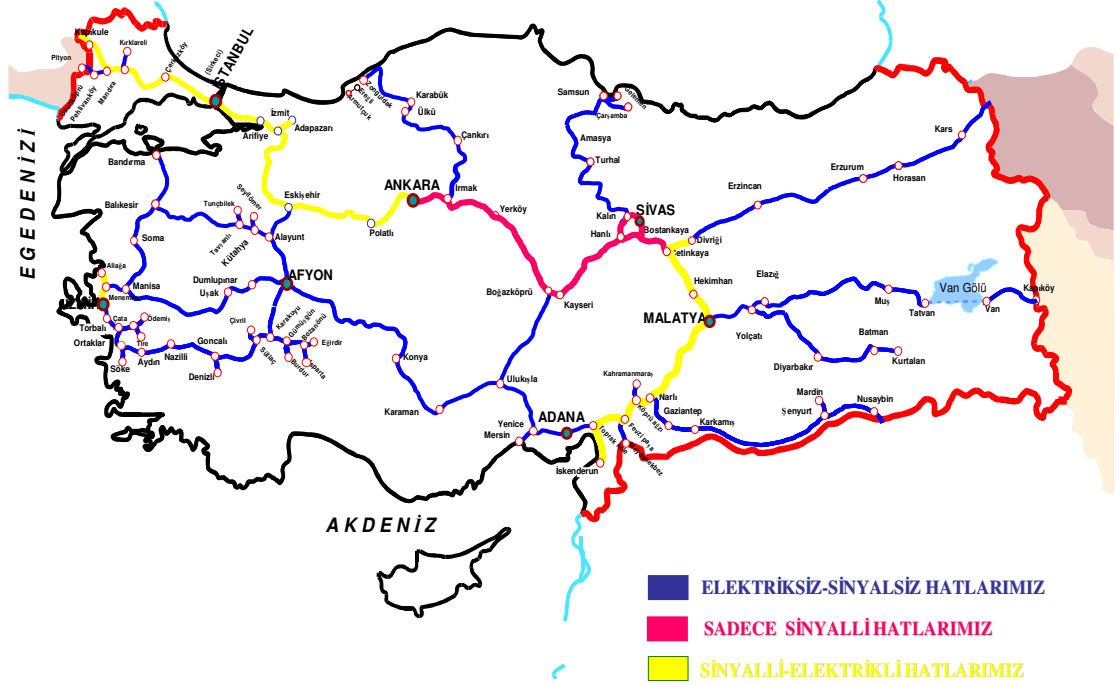 Kapıkule
Kırklareli
Pityon
Çerkezköy
(Sirkeci)
İSTANBUL
Pehlivanköy
Mandra
İzmit
Adapazarı
Arifiye
Zonguldak
Ereğli
Armutçuk
Karabük
Ülkü
Çankırı
Samsun
Gelemen
Çarşamba
Amasya
Turhal
Kars
Erzurum
Horasan
Erzincan
EGEDENİZİ
Bandırma
Balıkesir
Tunçbilek
Seyitömer
Eskişehir
ANKARA
Irmak
Yerköy
Polatlı
Kalın
SİVAS
Hanlı
Bostankaya
Divriği
Çetinkaya
Soma
Tavşanlı
Kütahya
Alayunt
Aliağa
Manisa
Dumlupınar
Uşak
AFYON
Boğazköprü
Kayseri
Hekimhan
Elazığ
Muş
Van Gölü
Kapıköy
Tatvan
Van
İZMİR
Menemen
Çata
Ödemiş
Torbalı
Tire
Ortaklar
Söke
Aydın
Nazilli
Goncalı
Denizli
Çivril
Sütlaç
Karakuyu
Gümüşgün
Bozanönü
Eğirdir
Burdur
Isparta
Konya
MALATYA
Yolçatı
Batman
Diyarbakır
Kurtalan
Karaman
Ulukışla
Kahramanmaraş
Narlı
Köprüağzı
Gaziantep
Karkamış
Mardin
Şenyurt
Nusaybin
Yenice
Mersin
ADANA
Toprakkale
Fevzipaşa
İskenderun
AKDENİZ
ELEKTRİKSİZ-SİNYALSİZ HATLARIMIZ
SADECE SİNYALLİ HATLARIMIZ
SİNYALLİ-ELEKTRİKLİ HATLARIMIZ